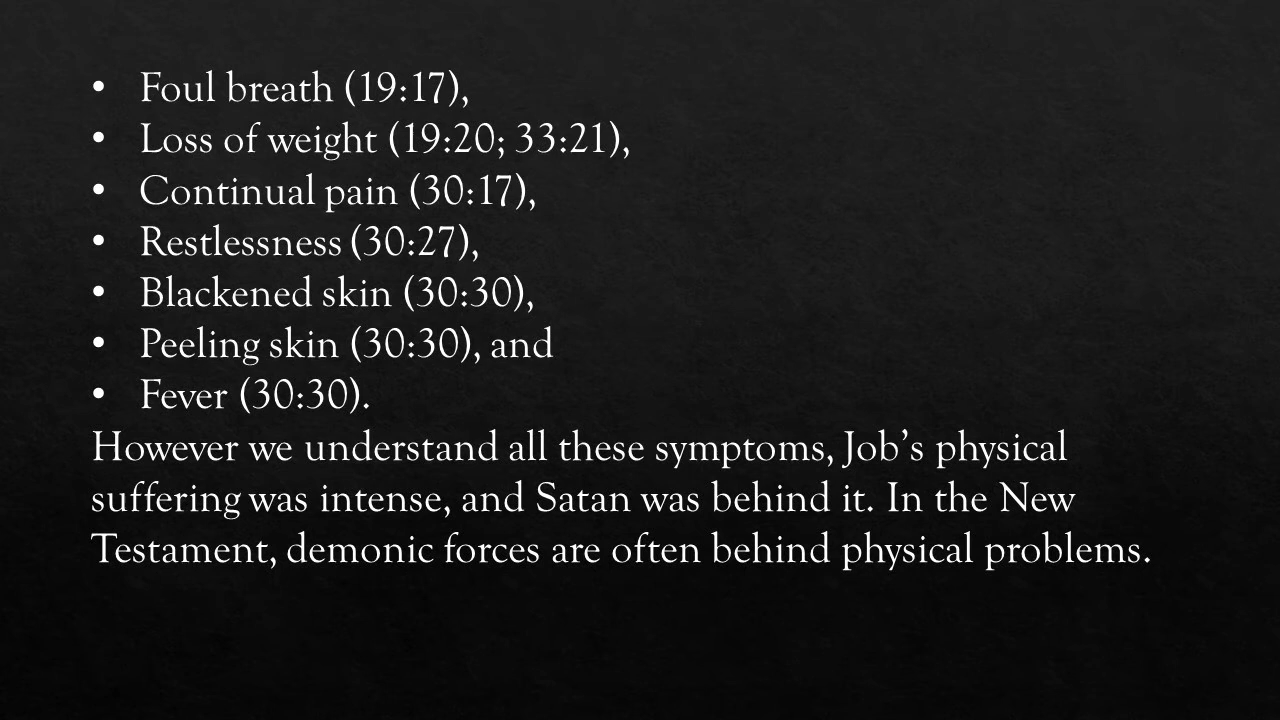 • Foul breath (19:17),
• Loss of weight (19:20; 33:21),
• Continual pain (30:17),
• Restlessness (30:27),
• Blackened skin (30:30),
• Peeling skin (30:30), and
• Fever (30:30).
However we understand all these symptoms, Job’s physical
suffering was intense, and Satan was behind it. In the New
Testament, demonic forces are often behind physical problems.